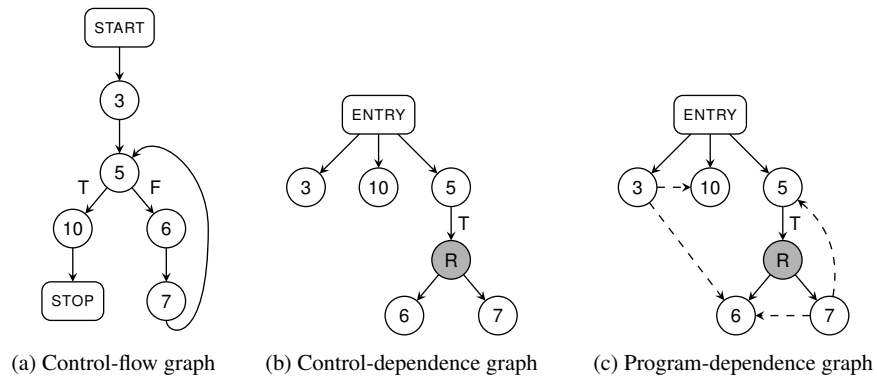 START
3
5
T
F
10
6
STOP
7
(a) Control-flow graph
ENTRY
3
10
5
T
R
6
7
(b) Control-dependence graph
ENTRY
3
10
5
T
R
6
7
(c) Program-dependence graph